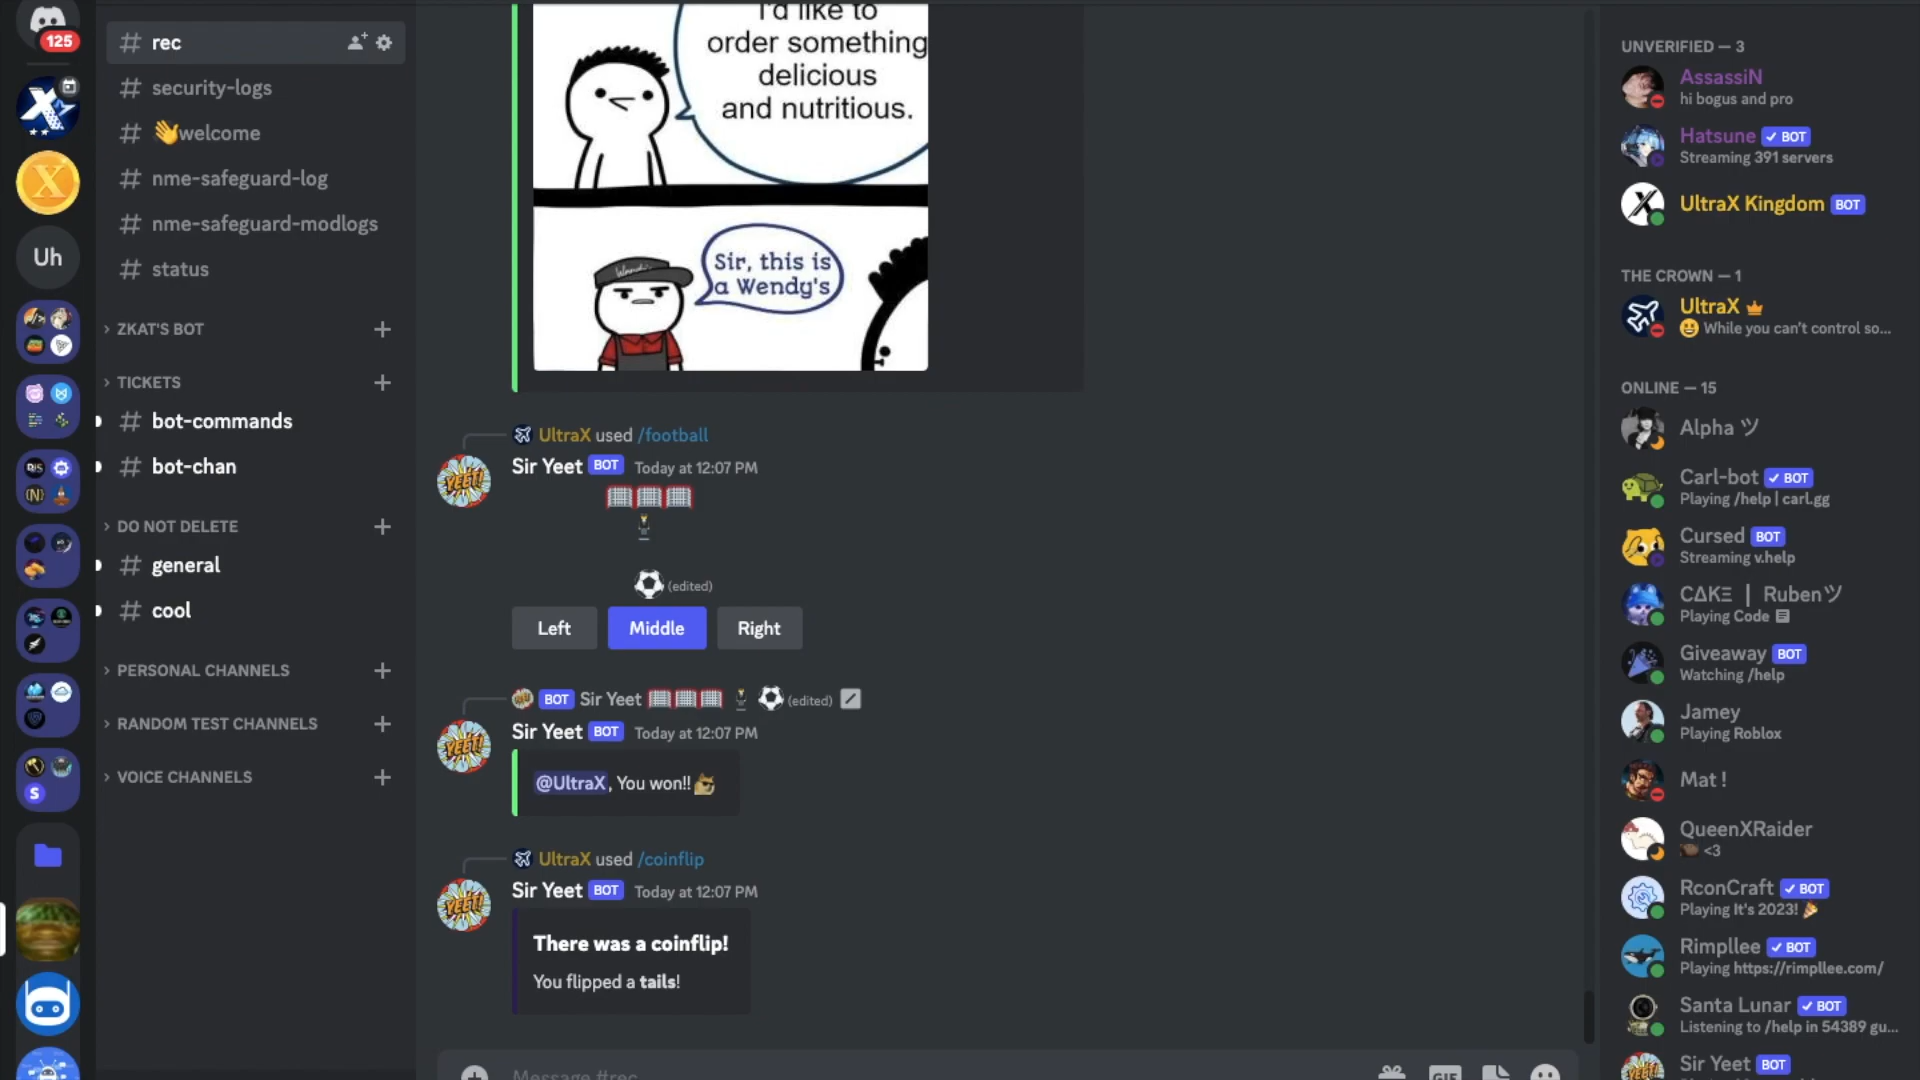 125
Uh
rec
security-logs
👋welcome
nme-safeguard-log
nme-safeguard-modlogs
status
ZKAT'S BOT
TICKETS
bot-commands
bot-chan
DO NOT DELETE
general
cool
PERSONAL CHANNELS
RANDOM TEST CHANNELS
VOICE CHANNELS
I'd like to
order something
delicious
and nutritious.
Sir, this is
a Wendy's
UltraX used /football
Sir Yeet BOT Today at 12:07 PM
(edited)
Left Middle Right
BOT Sir Yeet (edited)
Sir Yeet BOT Today at 12:07 PM
@UltraX, You won!!
UltraX used /coinflip
Sir Yeet BOT Today at 12:07 PM
There was a coinflip!
You flipped a tails!
Message #rec
GIF
UNVERIFIED — 3
AssassiN
hi bogus and pro
Hatsune BOT
Streaming 391 servers
UltraX Kingdom BOT
THE CROWN — 1
UltraX
While you can't control so...
ONLINE — 15
Alpha ツ
Carl-bot BOT
Playing /help | carl.gg
Cursed BOT
Streaming v.help
CΔKΞ | Rubenツ
Playing Code
Giveaway BOT
Watching /help
Jamey
Playing Roblox
Mat !
QueenXRaider
<3
RconCraft BOT
Playing It's 2023! 🎉
Rimpllee BOT
Playing https://rimpllee.com/
Santa Lunar BOT
Listening to /help in 54389 gu...
Sir Yeet BOT